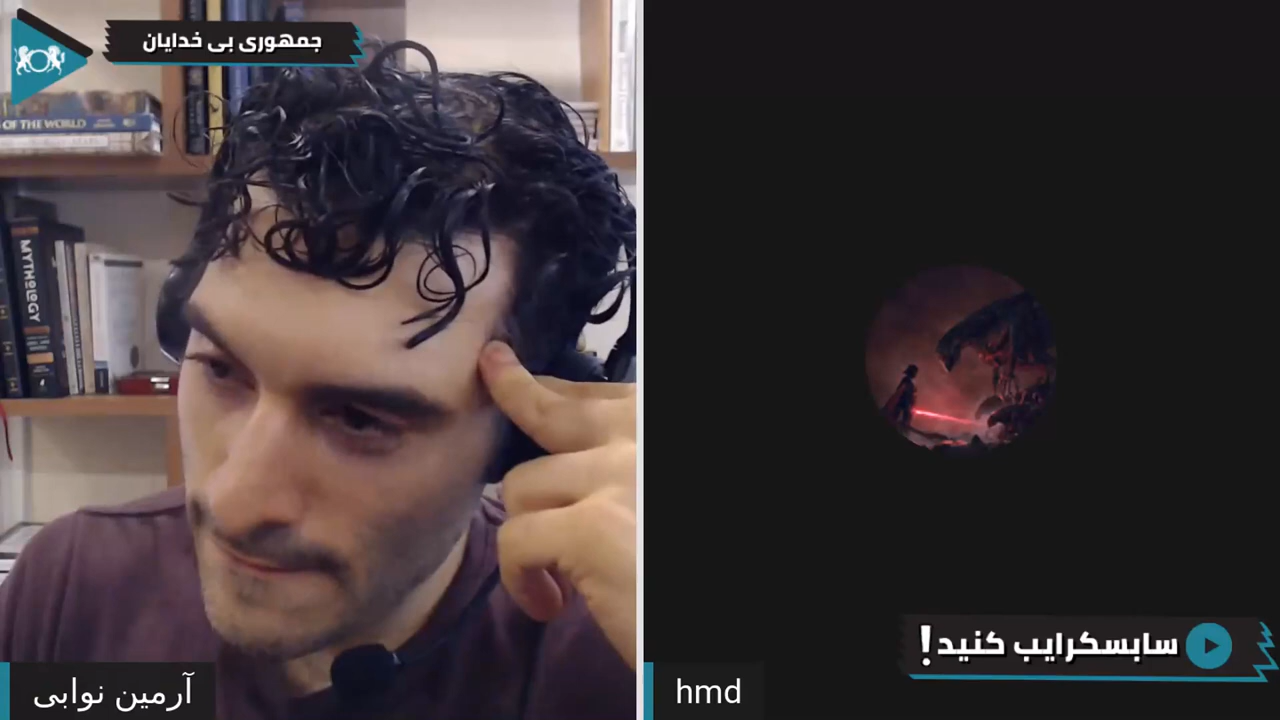 جمهوری بی خدایان
OF THE WORLD
MYTHOLOGY
سابسکرایب کنید!
آرمین نوابی
hmd